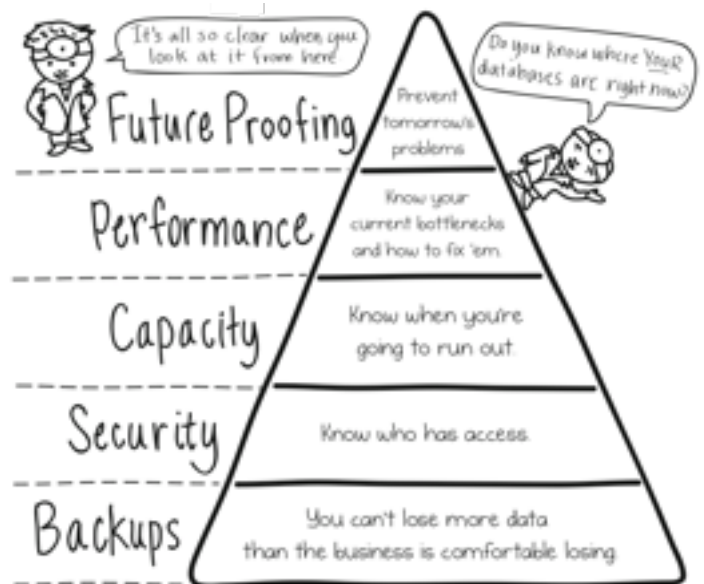 It's all so clear when you
look at it from here.
Do you know where YOUR
databases are right now?
Future Proofing
Prevent
tomorrow's
problems
Performance
Know your
current bottlenecks
and how to fix 'em.
Capacity
Know when you're
going to run out.
Security
Know who has access.
Backups
You can't lose more data
than the business is comfortable losing.